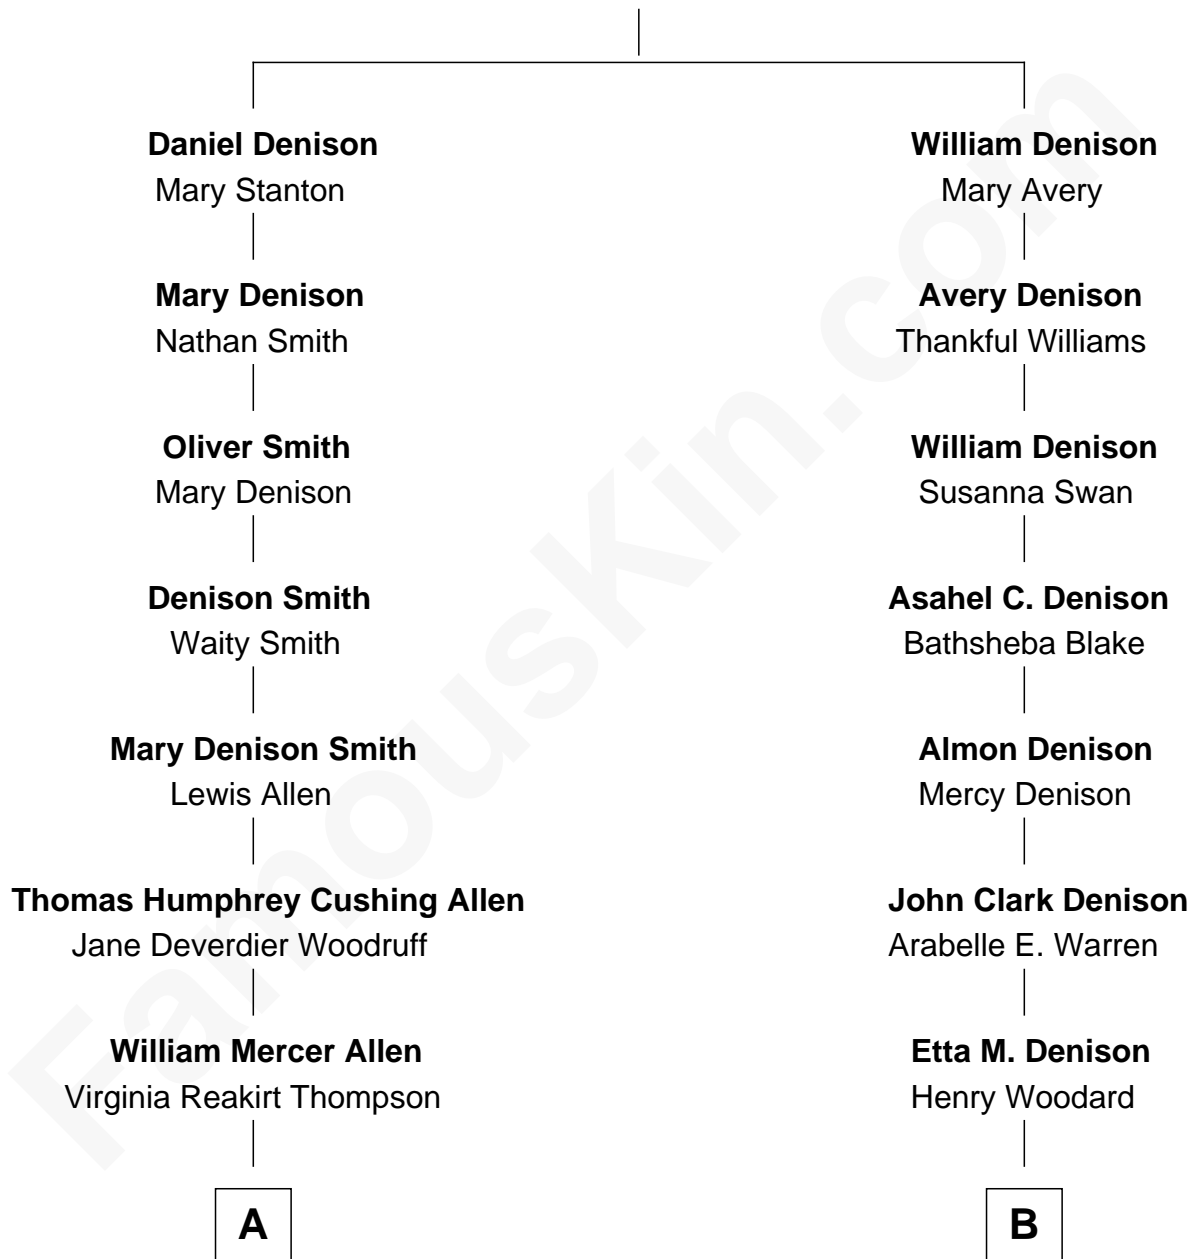 Daniel Denison
Mary Stanton
William Denison
Mary Avery
Mary Denison
Nathan Smith
Avery Denison
Thankful Williams
Oliver Smith
Mary Denison
William Denison
Susanna Swan
Denison Smith
Waity Smith
Asahel C. Denison
Bathsheba Blake
Mary Denison Smith
Lewis Allen
Almon Denison
Mercy Denison
Thomas Humphrey Cushing Allen
Jane Deverdier Woodruff
John Clark Denison
Arabelle E. Warren
William Mercer Allen
Virginia Reakirt Thompson
Etta M. Denison
Henry Woodard
A
B
FamousKin.com